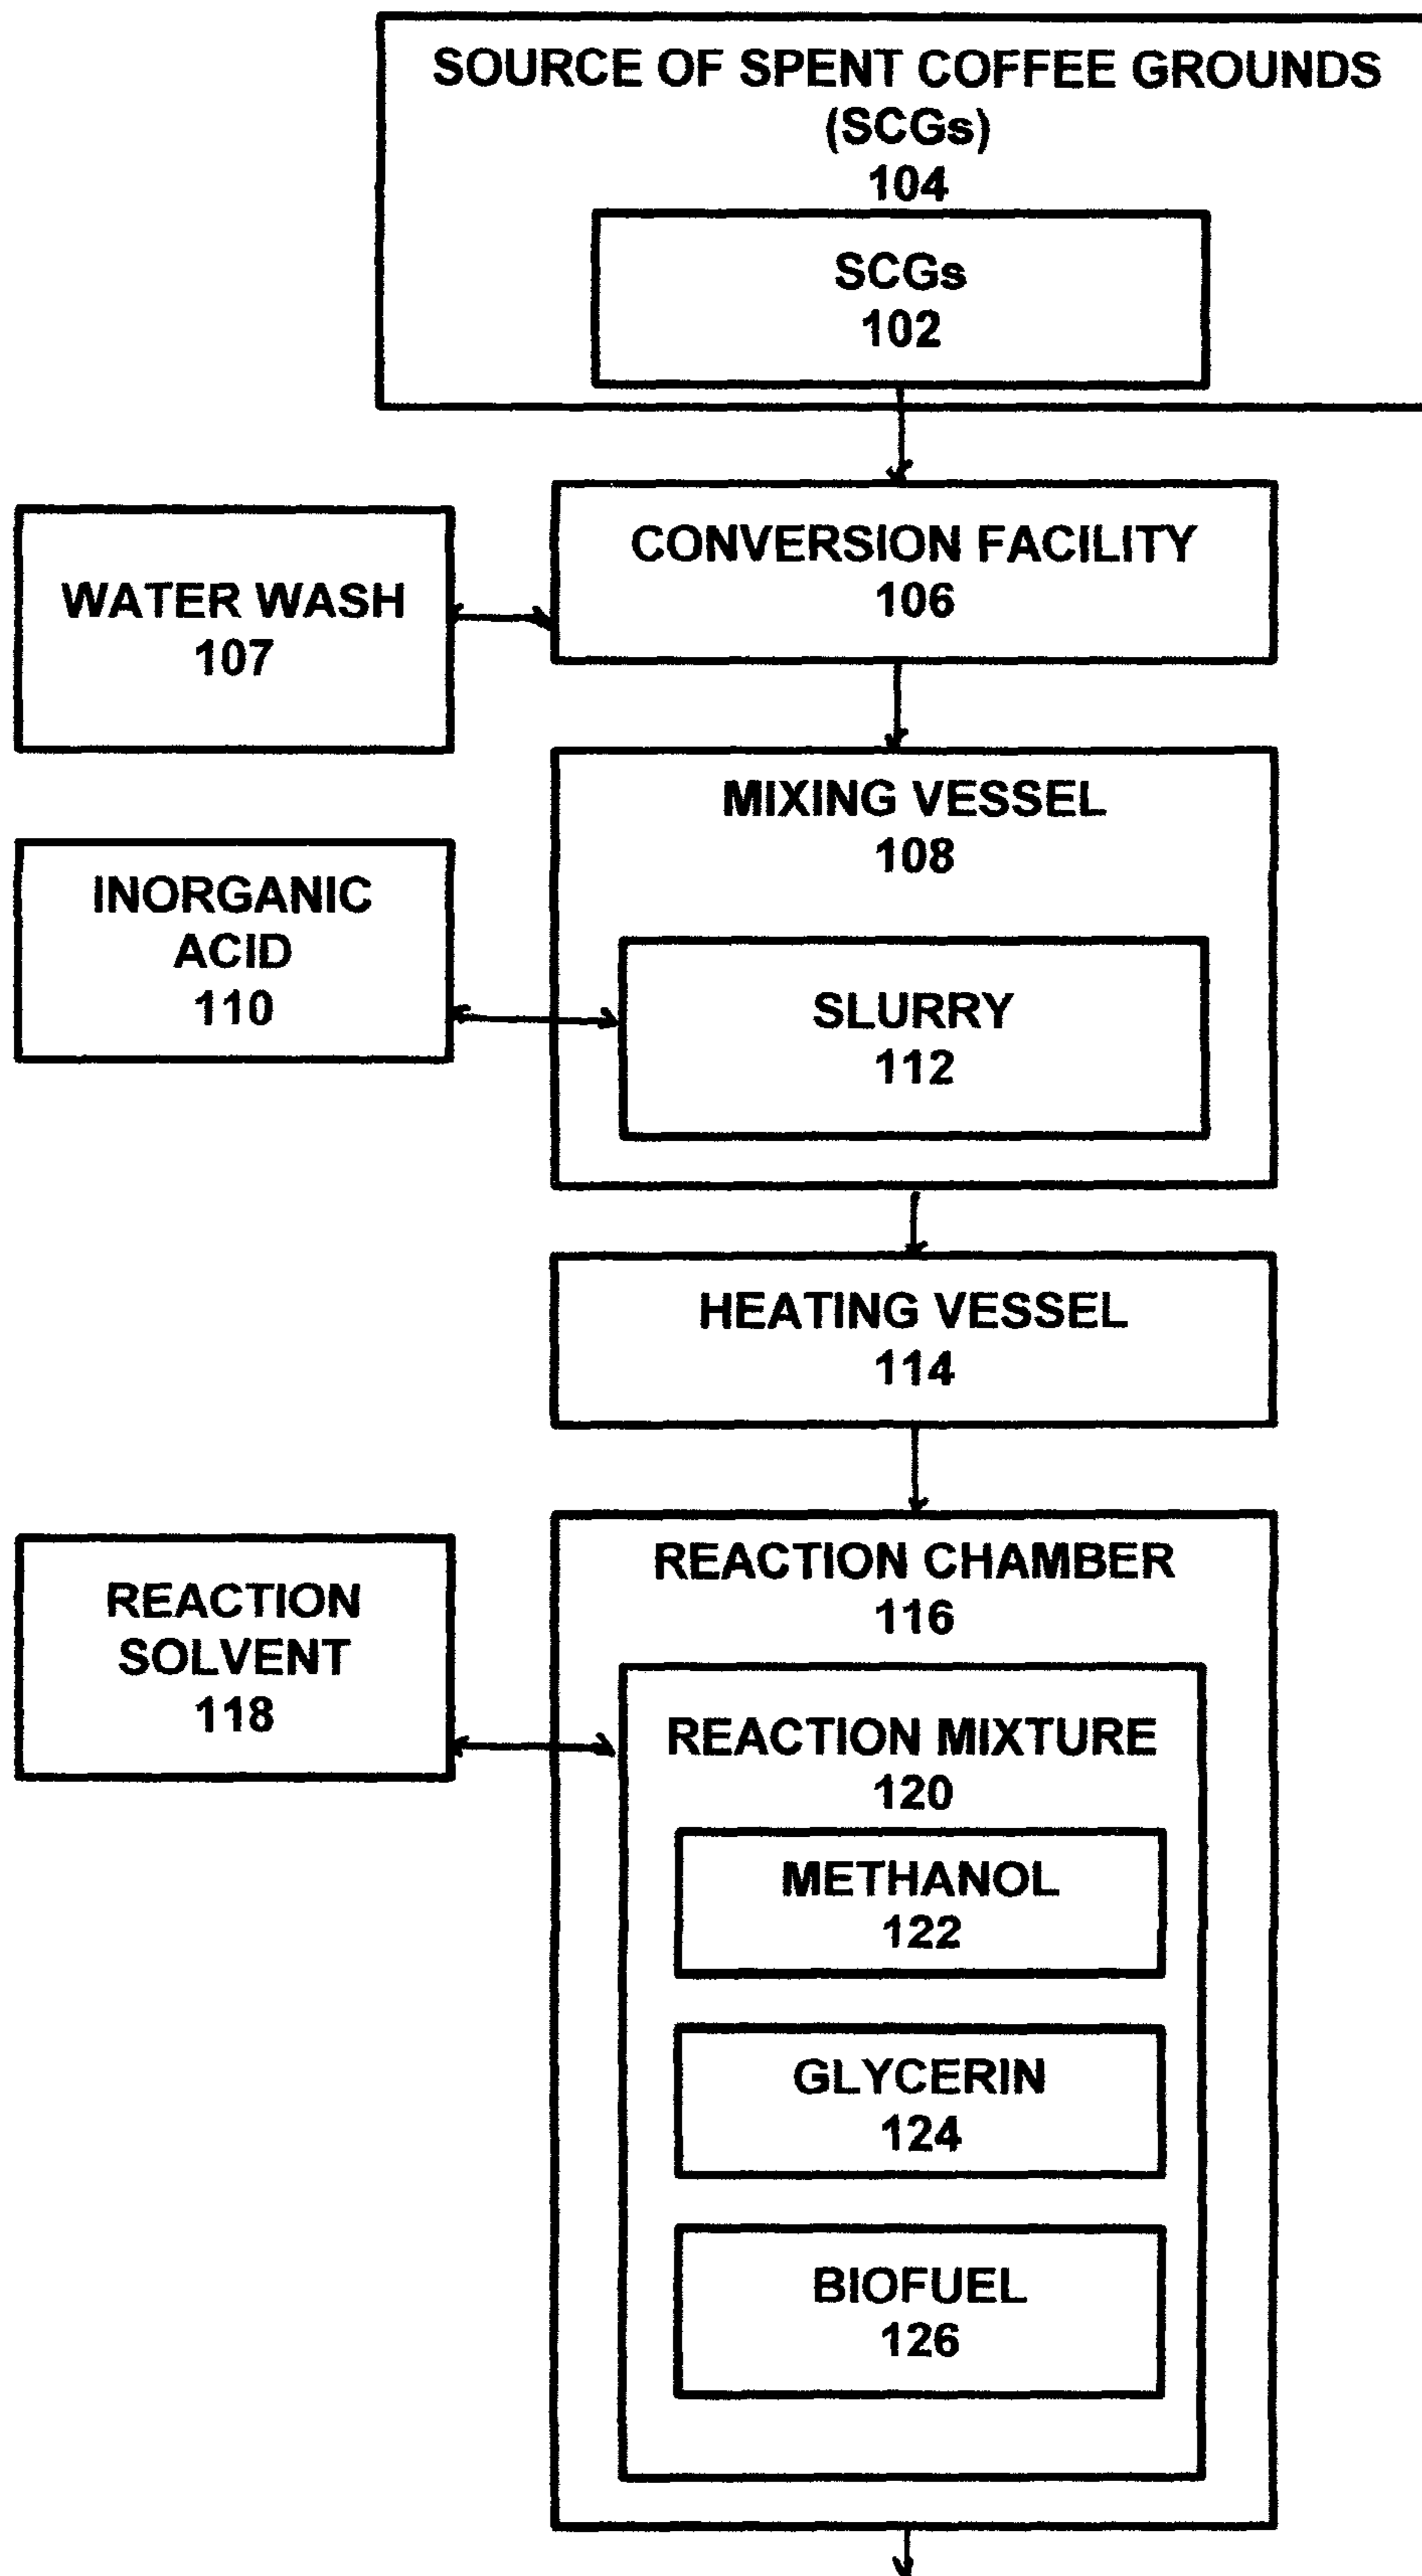 SOURCE OF SPENT COFFEE GROUNDS
(SCGs)
104
SCGs
102
CONVERSION FACILITY
106
WATER WASH
107
MIXING VESSEL
108
INORGANIC
ACID
110
SLURRY
112
HEATING VESSEL
114
REACTION CHAMBER
116
REACTION
SOLVENT
118
REACTION MIXTURE
120
METHANOL
122
GLYCERIN
124
BIOFUEL
126